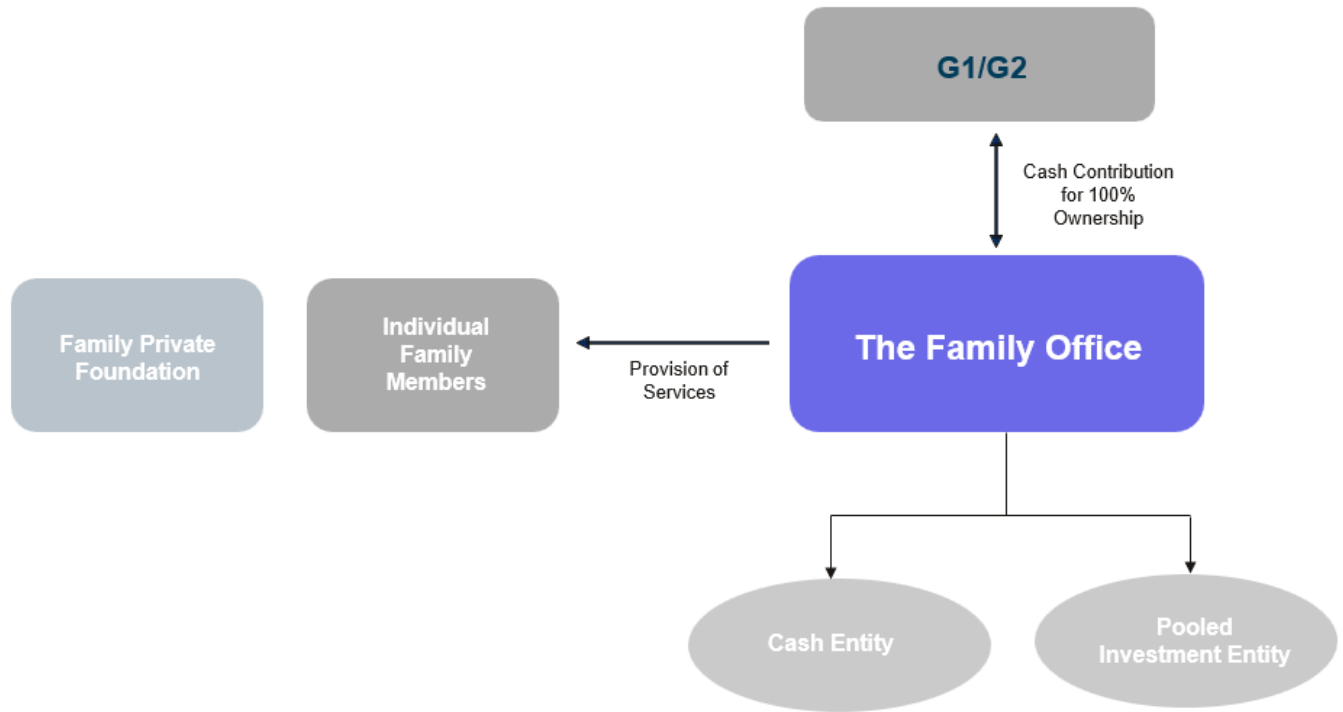 G1/G2
Cash Contribution
for 100%
Ownership
Family Private
Foundation
Individual
Family
Members
Provision of
Services
The Family Office
Cash Entity
Pooled
Investment Entity